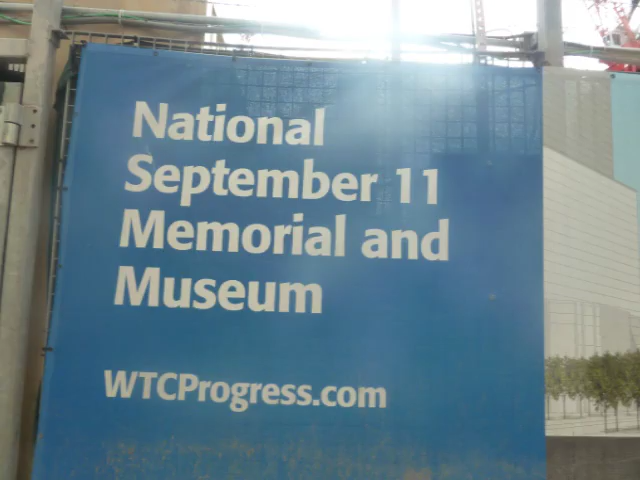 National
September 11
Memorial and
Museum
WTCProgress.com